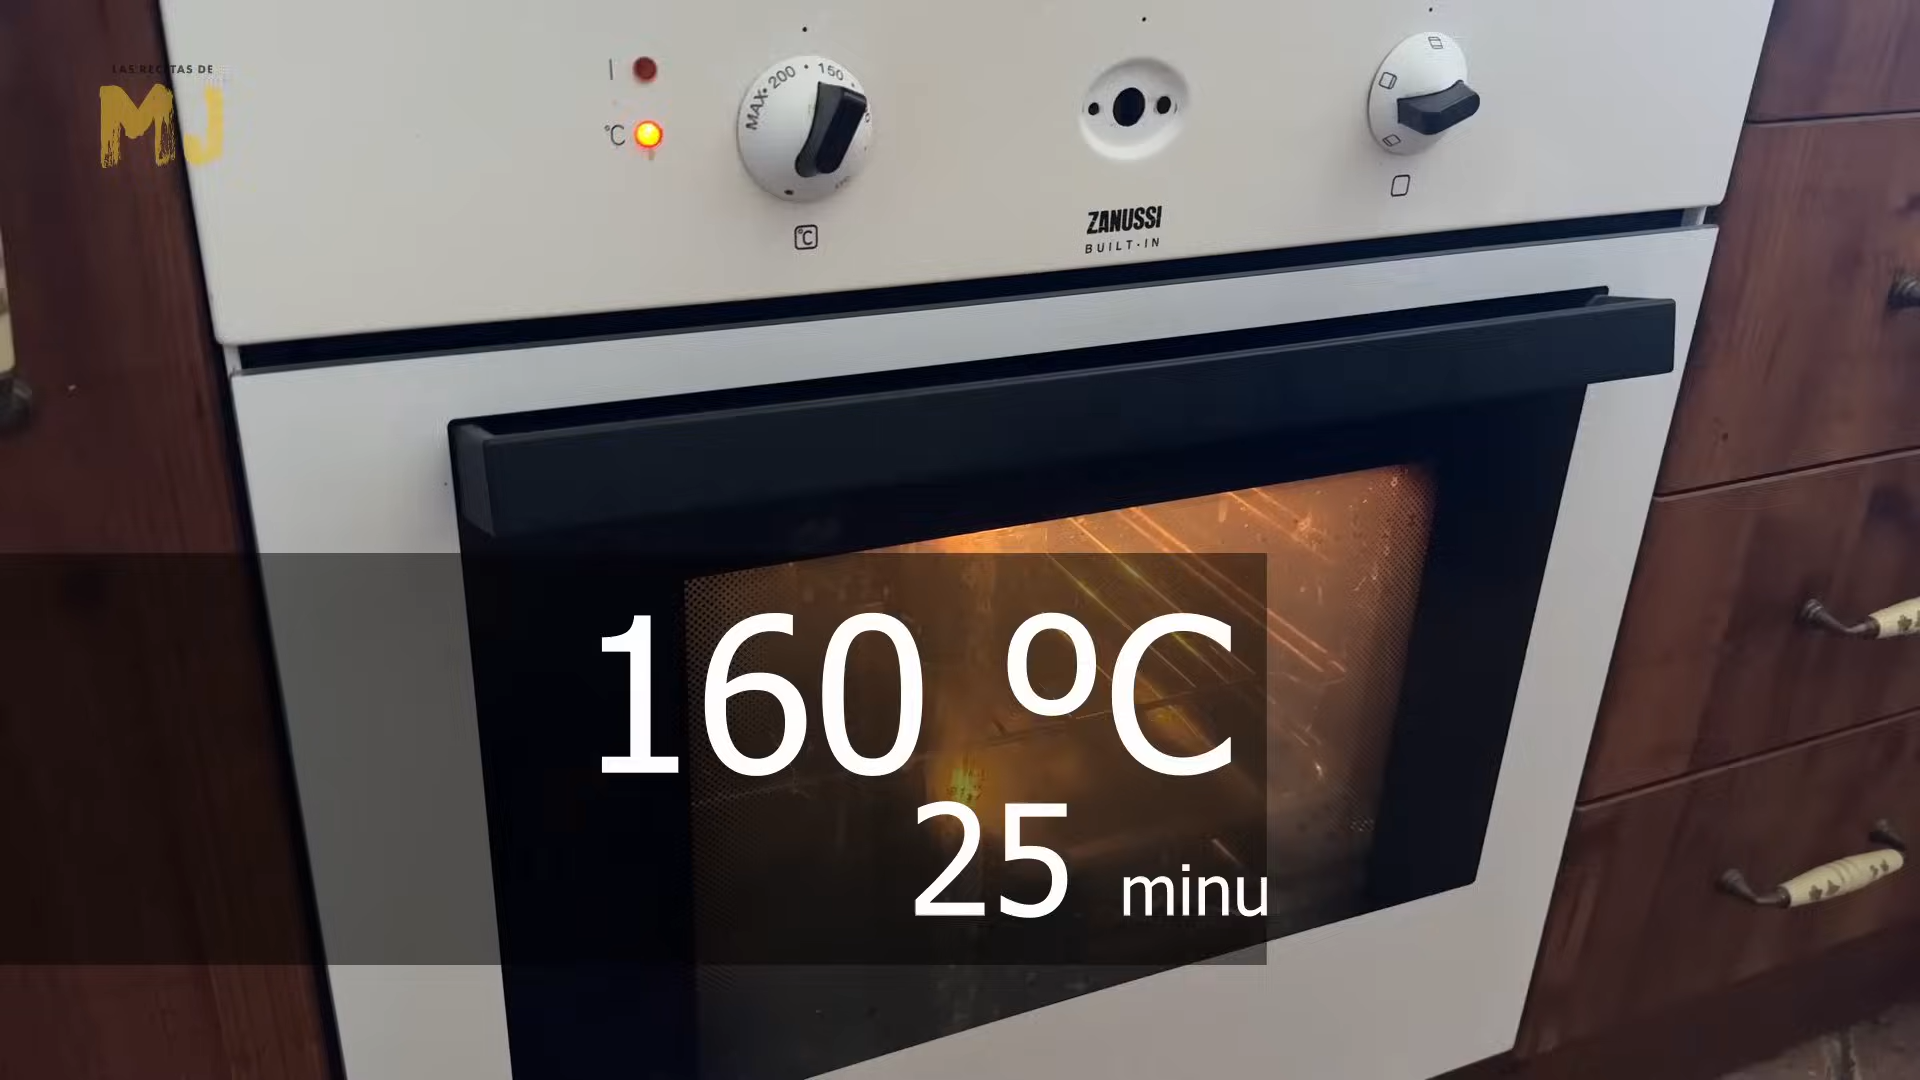 LAS RECETAS DE
MJ
MAX 200 150
°C
°C
ZANUSSI
BUILT-IN
160 ºC
25 minu